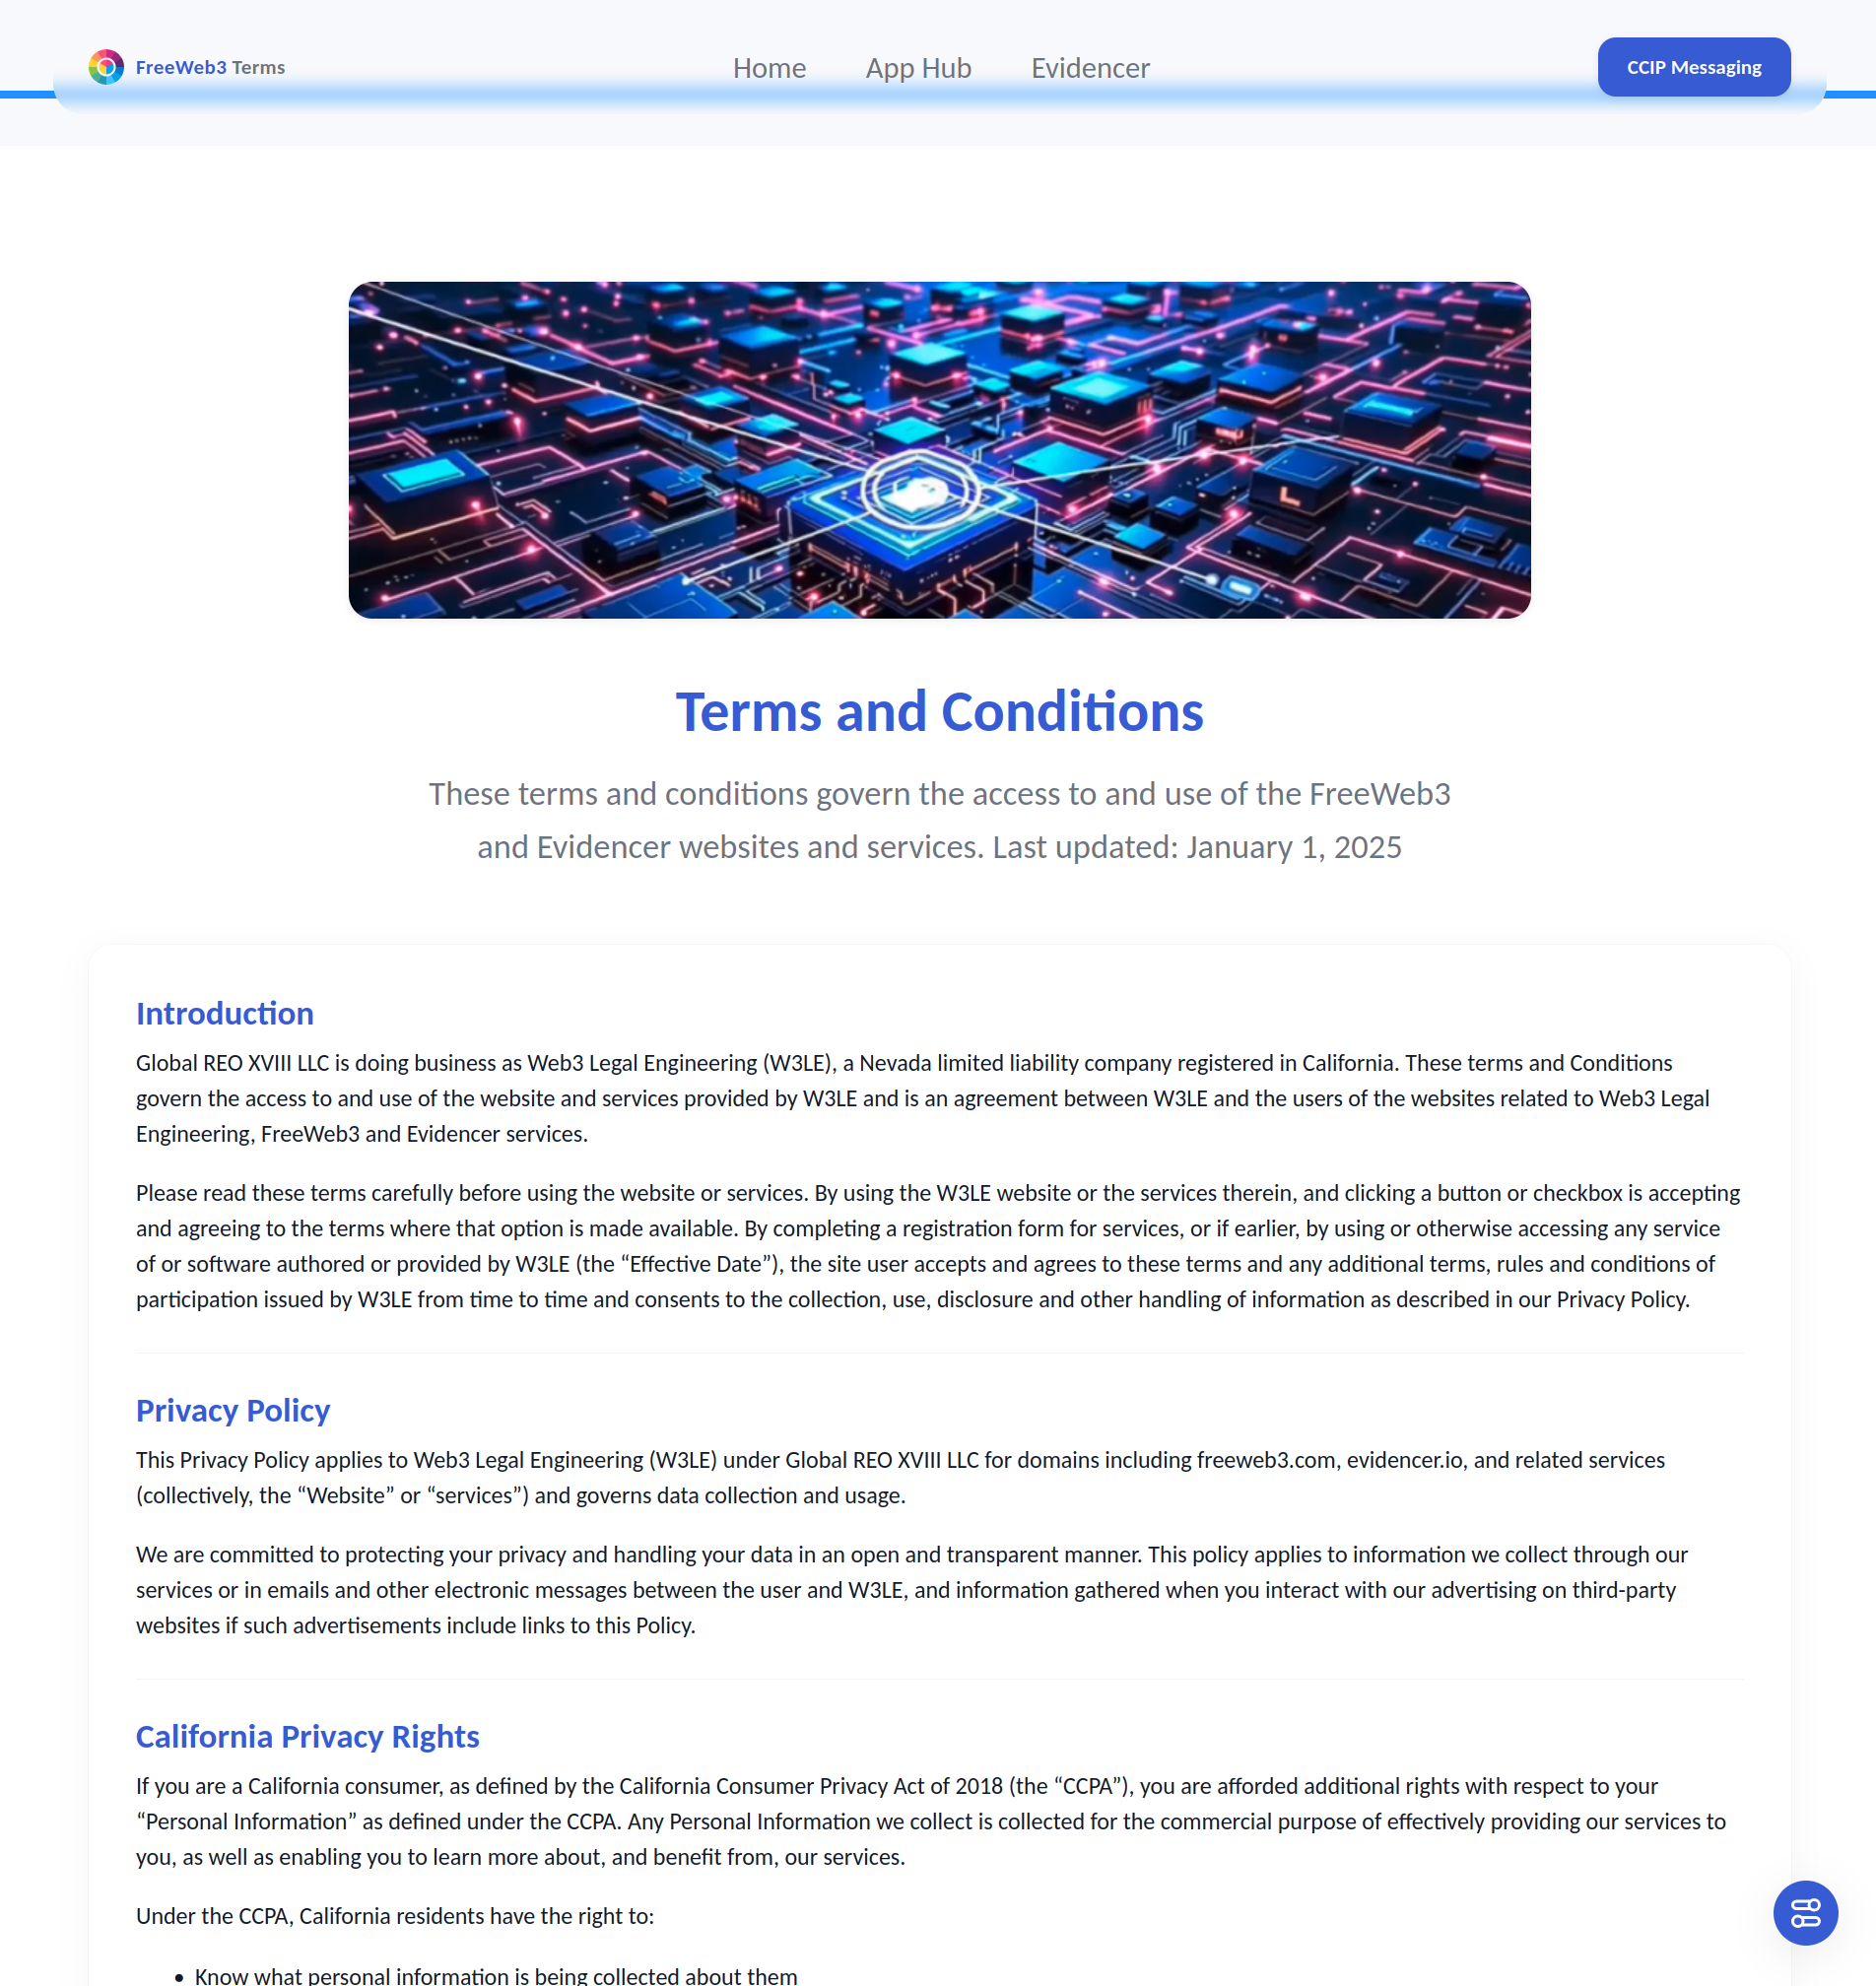 FreeWeb3 Terms
Home
App Hub
Evidencer
CCIP Messaging
Terms and Conditions
These terms and conditions govern the access to and use of the FreeWeb3
and Evidencer websites and services. Last updated: January 1, 2025
Introduction
Global REO XVIII LLC is doing business as Web3 Legal Engineering (W3LE), a Nevada limited liability company registered in California. These terms and Conditions
govern the access to and use of the website and services provided by W3LE and is an agreement between W3LE and the users of the websites related to Web3 Legal
Engineering, FreeWeb3 and Evidencer services.
Please read these terms carefully before using the website or services. By using the W3LE website or the services therein, and clicking a button or checkbox is accepting
and agreeing to the terms where that option is made available. By completing a registration form for services, or if earlier, by using or otherwise accessing any service
of or software authored or provided by W3LE (the “Effective Date”), the site user accepts and agrees to these terms and any additional terms, rules and conditions of
participation issued by W3LE from time to time and consents to the collection, use, disclosure and other handling of information as described in our Privacy Policy.
Privacy Policy
This Privacy Policy applies to Web3 Legal Engineering (W3LE) under Global REO XVIII LLC for domains including freeweb3.com, evidencer.io, and related services
(collectively, the “Website” or “services”) and governs data collection and usage.
We are committed to protecting your privacy and handling your data in an open and transparent manner. This policy applies to information we collect through our
services or in emails and other electronic messages between the user and W3LE, and information gathered when you interact with our advertising on third-party
websites if such advertisements include links to this Policy.
California Privacy Rights
If you are a California consumer, as defined by the California Consumer Privacy Act of 2018 (the “CCPA”), you are afforded additional rights with respect to your
“Personal Information” as defined under the CCPA. Any Personal Information we collect is collected for the commercial purpose of effectively providing our services to
you, as well as enabling you to learn more about, and benefit from, our services.
Under the CCPA, California residents have the right to:
• Know what personal information is being collected about them